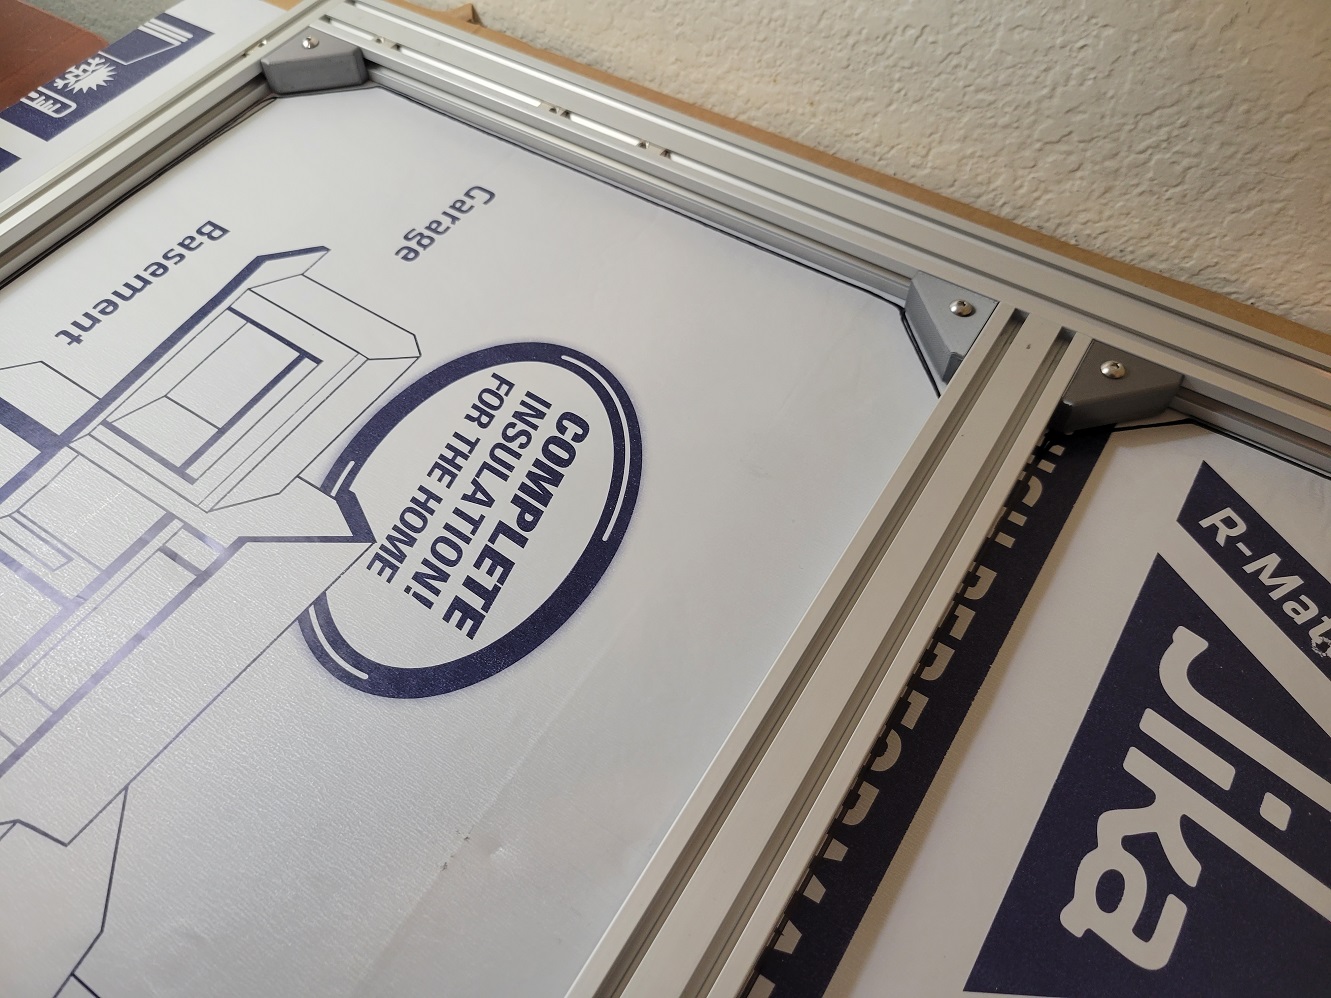 Garage
Basement
COMPLETE
INSULATION!
FOR THE HOME
R-Mat
Jika